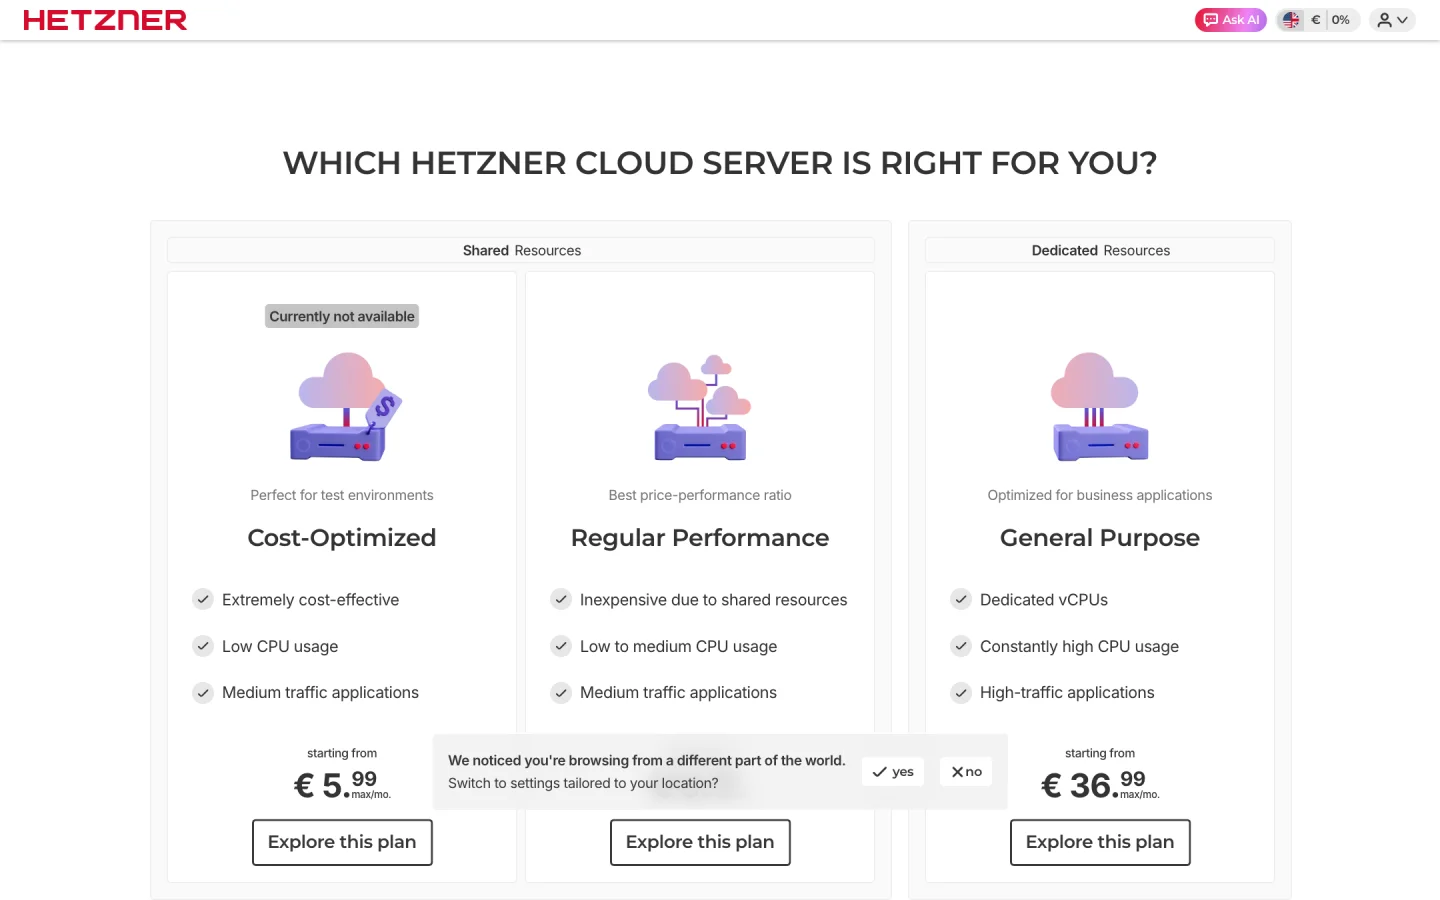 HETZNER
Ask AI
€
0%
WHICH HETZNER CLOUD SERVER IS RIGHT FOR YOU?
Shared Resources
Currently not available
$
Perfect for test environments
Cost-Optimized
Extremely cost-effective
Low CPU usage
Medium traffic applications
starting from
€ 5.99 max/mo.
Explore this plan
Best price-performance ratio
Regular Performance
Inexpensive due to shared resources
Low to medium CPU usage
Medium traffic applications
Explore this plan
Dedicated Resources
Optimized for business applications
General Purpose
Dedicated vCPUs
Constantly high CPU usage
High-traffic applications
starting from
€ 36.99 max/mo.
Explore this plan
We noticed you're browsing from a different part of the world.
Switch to settings tailored to your location?
yes
no